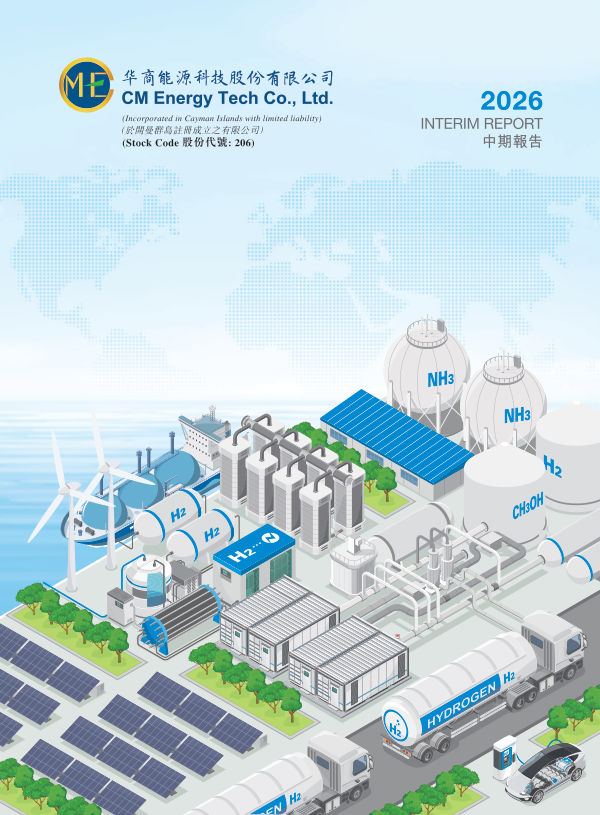 ME
华商能源科技股份有限公司
CM Energy Tech Co., Ltd.
(Incorporated in Cayman Islands with limited liability)
(於開曼群島註冊成立之有限公司)
(Stock Code 股份代號: 206)
2026
INTERIM REPORT
中期報告
NH3
NH3
H2
CH3OH
H2
H2
H2
HYDROGEN H2
H2
H2